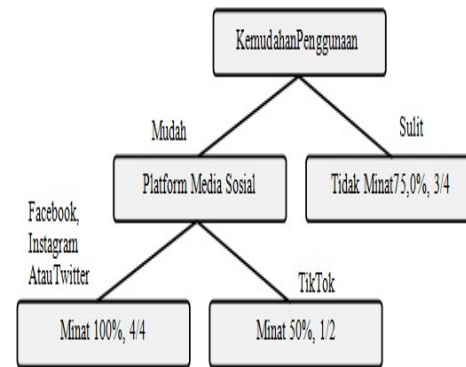 KemudahanPenggunaan
Mudah
Sulit
Platform Media Sosial
Tidak Minat75,0%, 3/4
Facebook,
Instagram
AtauTwitter
TikTok
Minat 100%, 4/4
Minat 50%, 1/2